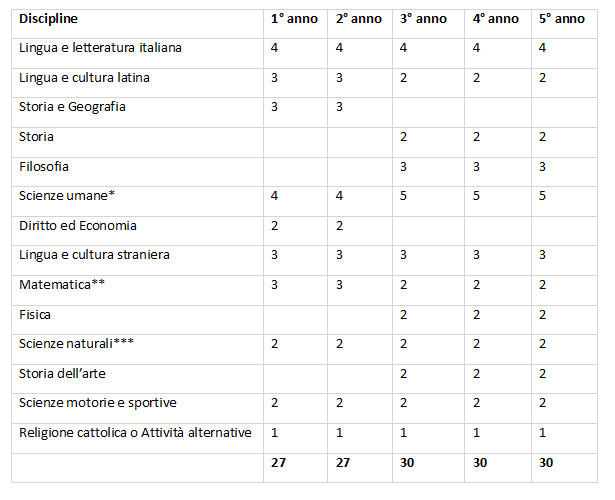 Discipline 1° anno 2° anno 3° anno 4° anno 5° anno
Lingua e letteratura italiana 4 4 4 4 4
Lingua e cultura latina 3 3 2 2 2
Storia e Geografia 3 3
Storia 2 2 2
Filosofia 3 3 3
Scienze umane* 4 4 5 5 5
Diritto ed Economia 2 2
Lingua e cultura straniera 3 3 3 3 3
Matematica** 3 3 2 2 2
Fisica 2 2 2
Scienze naturali*** 2 2 2 2 2
Storia dell’arte 2 2 2
Scienze motorie e sportive 2 2 2 2 2
Religione cattolica o Attività alternative 1 1 1 1 1
27 27 30 30 30